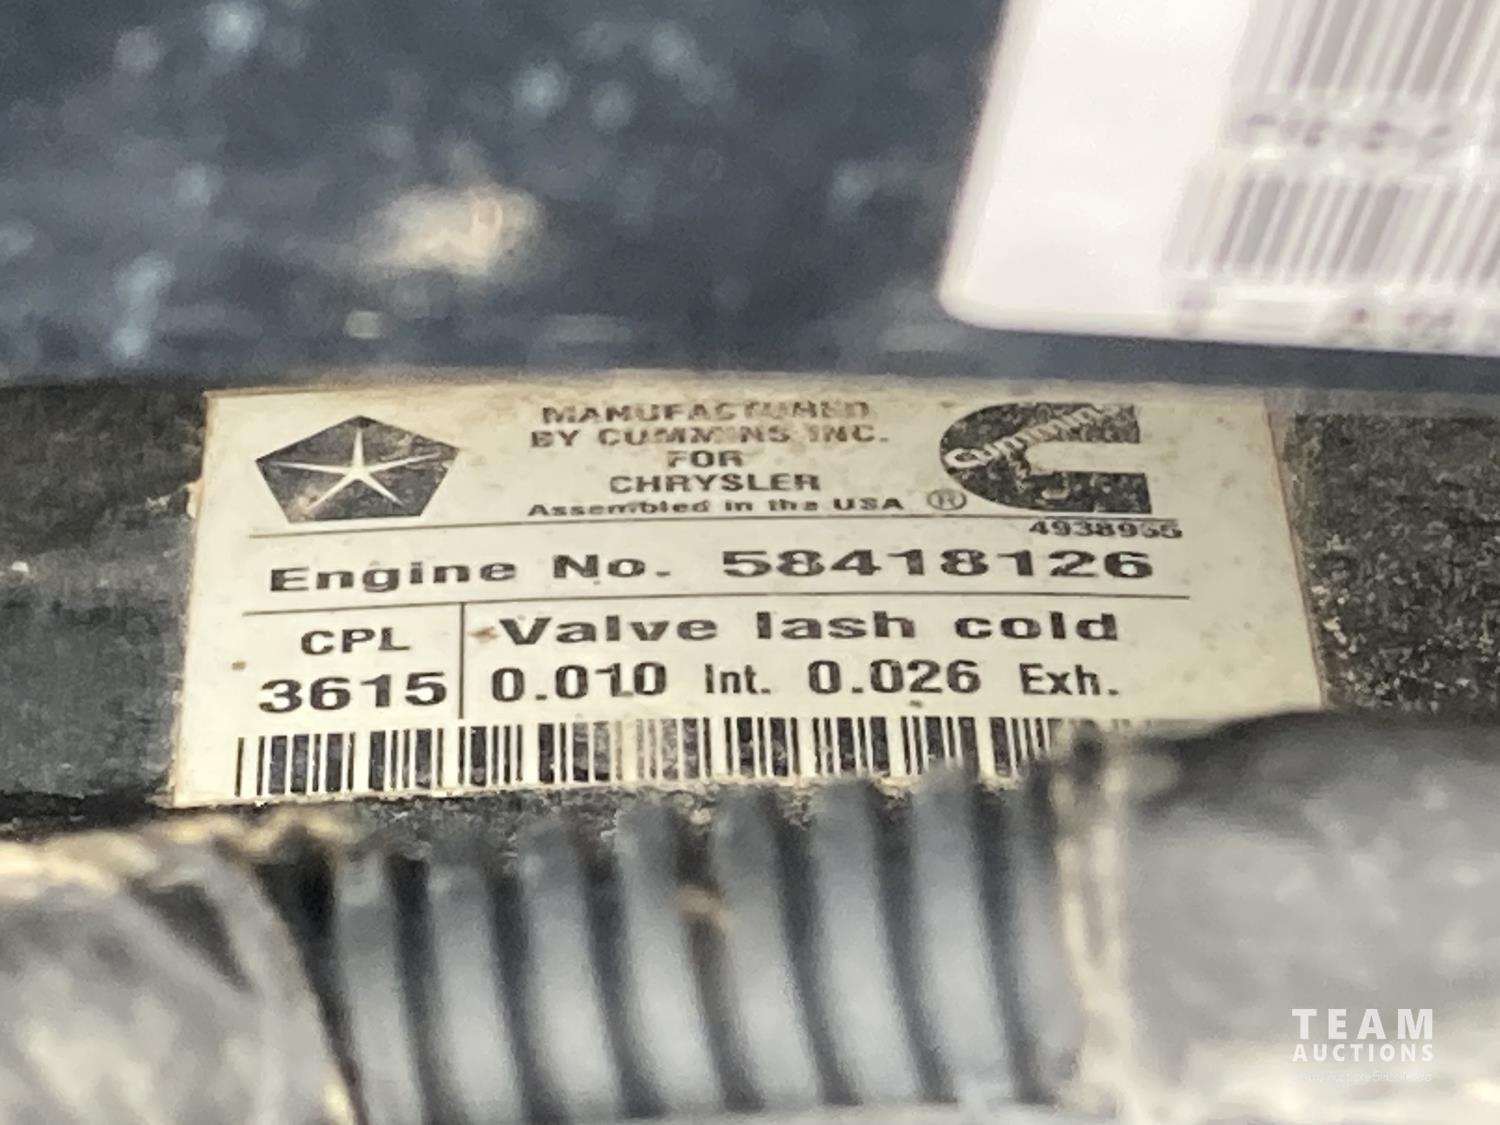 MANUFACTURED
BY CUMMINS INC.
FOR
CHRYSLER
Assembled in the USA
Cummins
®
4938955
Engine No. 58418126
CPL
3615
Valve lash cold
0.010 Int. 0.026 Exh.
TEAM
AUCTIONS